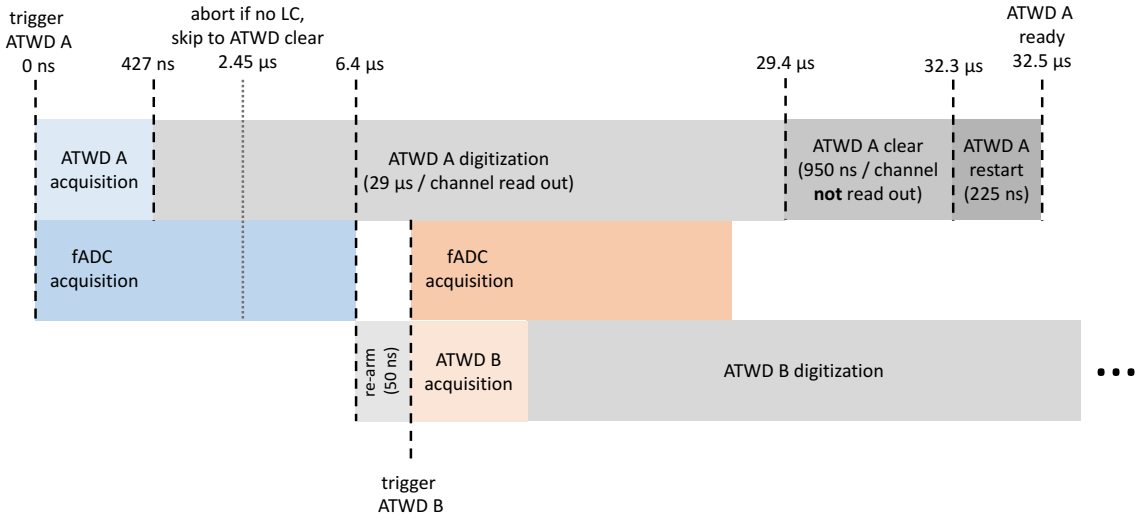 trigger
ATWD A
0 ns
427 ns
abort if no LC,
skip to ATWD clear
2.45 µs
6.4 µs
29.4 µs
32.3 µs
ATWD A
ready
32.5 µs
ATWD A
acquisition
ATWD A digitization
(29 µs / channel read out)
ATWD A clear
(950 ns / channel
not read out)
ATWD A
restart
(225 ns)
fADC
acquisition
fADC
acquisition
re-arm
(50 ns)
ATWD B
acquisition
ATWD B digitization
...
trigger
ATWD B